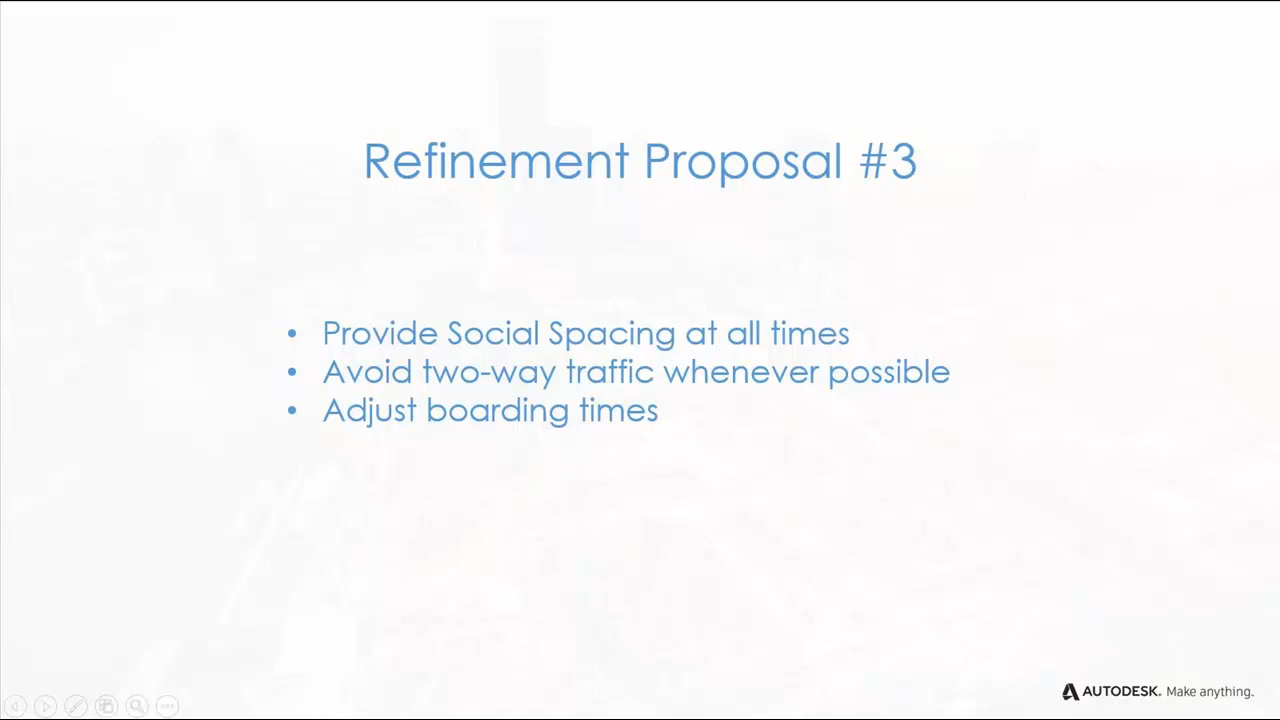 Refinement Proposal #3
• Provide Social Spacing at all times
• Avoid two-way traffic whenever possible
• Adjust boarding times
AUTODESK. Make anything.